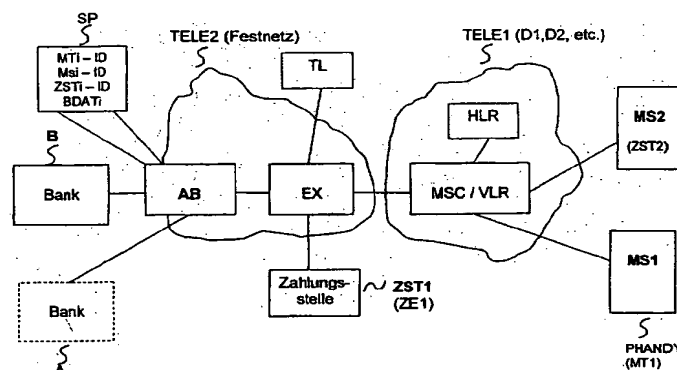 SP
TELE2 (Festnetz)
TELE1 (D1,D2, etc.)
MTi – ID
Msi – ID
ZSTi – ID
BDATi
TL
HLR
MS2
(ZST2)
B
Bank
AB
EX
MSC / VLR
Bank
Zahlungs-
stelle
ZST1
(ZE1)
MS1
PHANDY
(MT1)